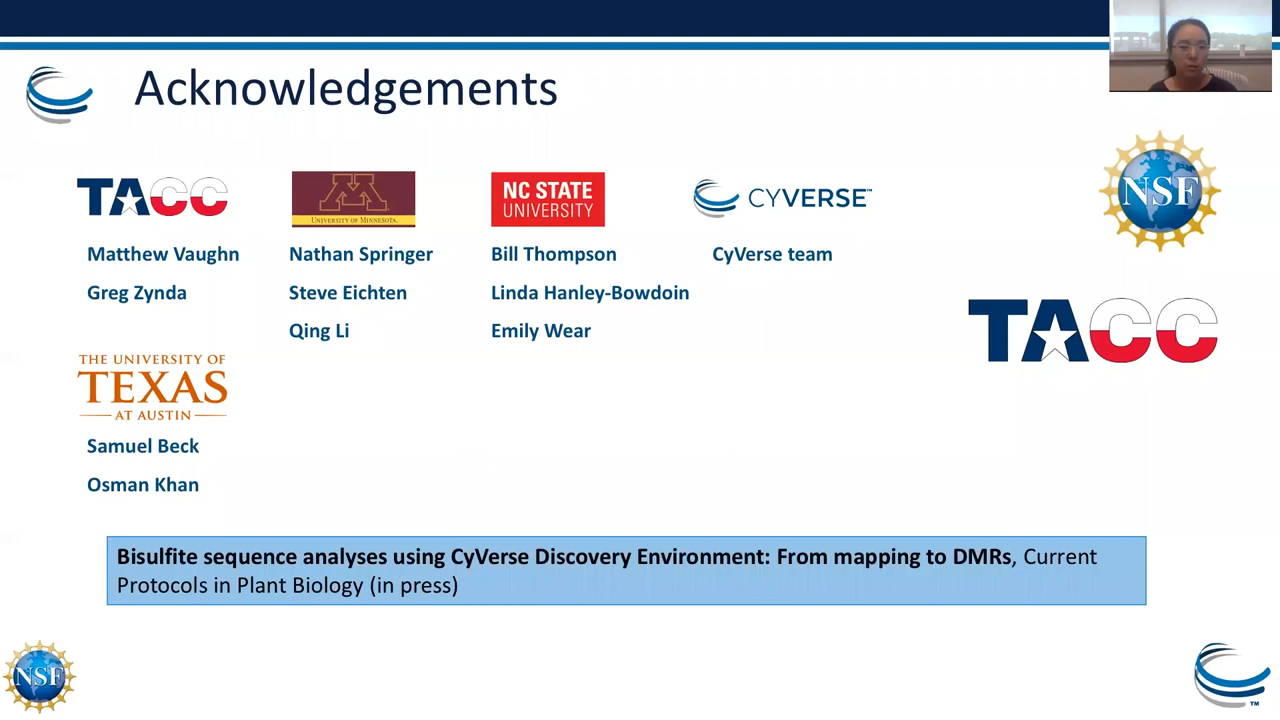 Acknowledgements
TACC
UNIVERSITY OF MINNESOTA.
NC STATE
UNIVERSITY
CYVERSE™
NSF
Matthew Vaughn
Nathan Springer
Bill Thompson
CyVerse team
Greg Zynda
Steve Eichten
Linda Hanley-Bowdoin
Qing Li
Emily Wear
TACC
THE UNIVERSITY OF
TEXAS
AT AUSTIN
Samuel Beck
Osman Khan
Bisulfite sequence analyses using CyVerse Discovery Environment: From mapping to DMRs, Current
Protocols in Plant Biology (in press)
NSF
TM